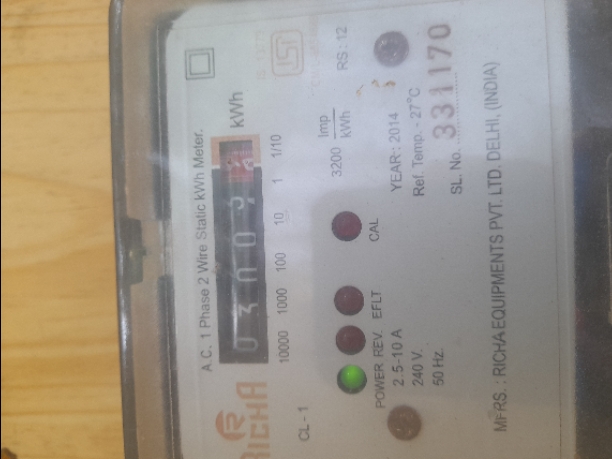 A.C. 1 Phase 2 Wire Static kWh Meter.
kWh
10000 1000 100 10 1 1/10
RICHA
CL - 1
3200 Imp
kWh
RS : 12
POWER REV. EFLT CAL
2.5-10 A
240 V.
50 Hz.
YEAR : 2014
Ref. Temp. - 27°C
SL. No. 331170
MFRS. : RICHA EQUIPMENTS PVT. LTD. DELHI, (INDIA)